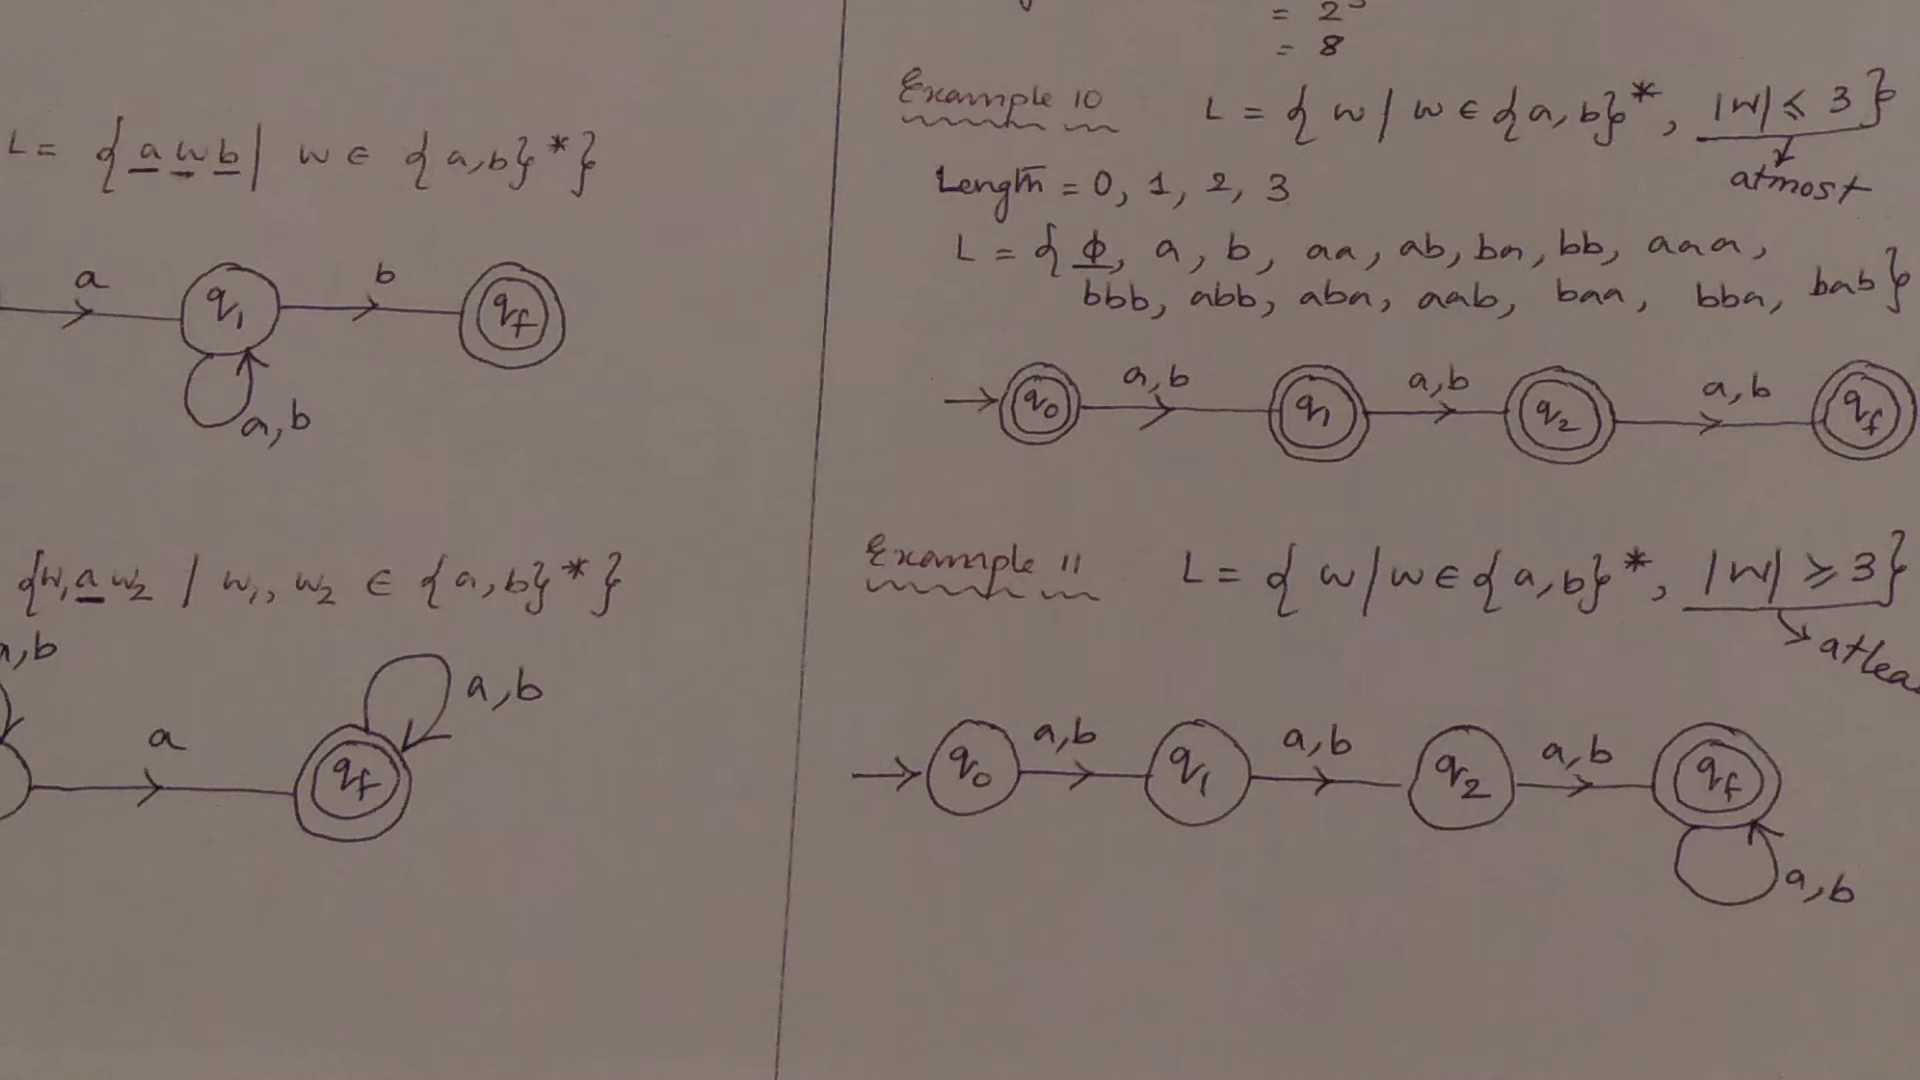 L = {a w b | w ∈ {a,b}*}
a
q1
b
qf
a,b
{w1 a w2 / w1, w2 ∈ {a,b}*}
a,b
a
qf
a,b
= 2³
= 8
Example 10 L = { w / w ∈ {a,b}*, |w| ≤ 3}
atmost
Length = 0, 1, 2, 3
L = { ϕ, a, b, aa, ab, ba, bb, aaa,
bbb, abb, aba, aab, baa, bba, bab}
q0 a,b q1 a,b q2 a,b qf
Example 11 L = { w / w ∈ {a,b}*, |w| ≥ 3}
q0 a,b q1 a,b q2 a,b qf
a,b